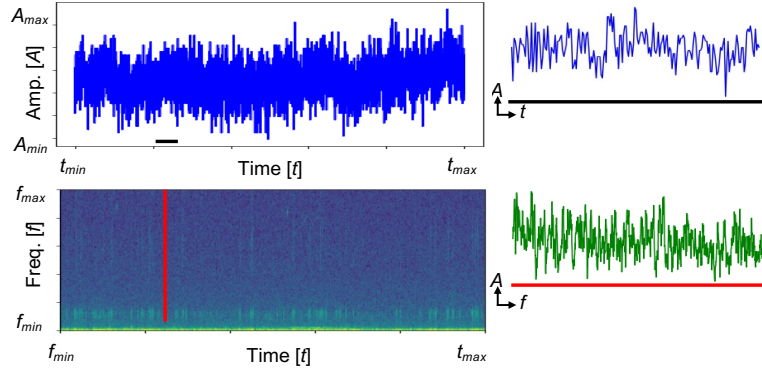 Amax
Amp. [A]
Amin
tmin
Time [t]
tmax
A
t
fmax
Freq. [f]
fmin
fmin
Time [t]
tmax
A
f